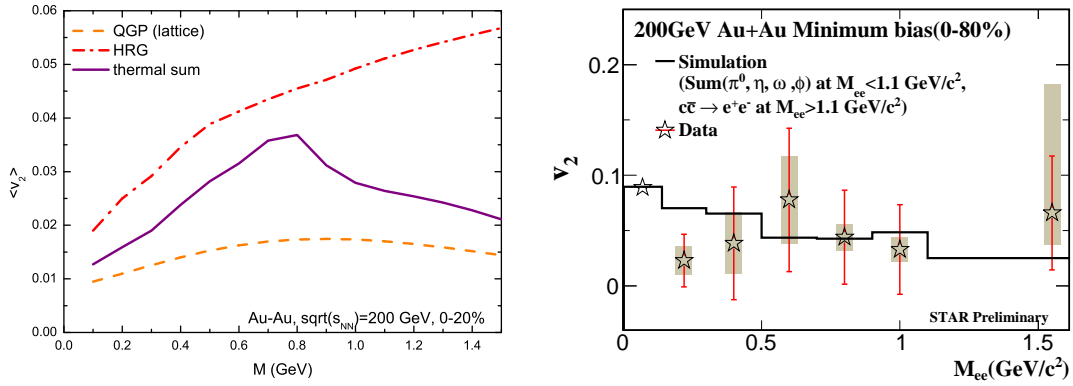 0.06
0.05
0.04
0.03
0.02
0.01
0.00
<v₂>
QGP (lattice)
HRG
thermal sum
Au-Au, sqrt(s_NN)=200 GeV, 0-20%
0.0 0.2 0.4 0.6 0.8 1.0 1.2 1.4
M (GeV)
200GeV Au+Au Minimum bias(0-80%)
Simulation
(Sum(π⁰, η, ω ,ϕ) at M_ee<1.1 GeV/c²,
cc̄ → e⁺e⁻ at M_ee>1.1 GeV/c²)
Data
0.2
0.1
0
v₂
STAR Preliminary
0 0.5 1 1.5
M_ee(GeV/c²)